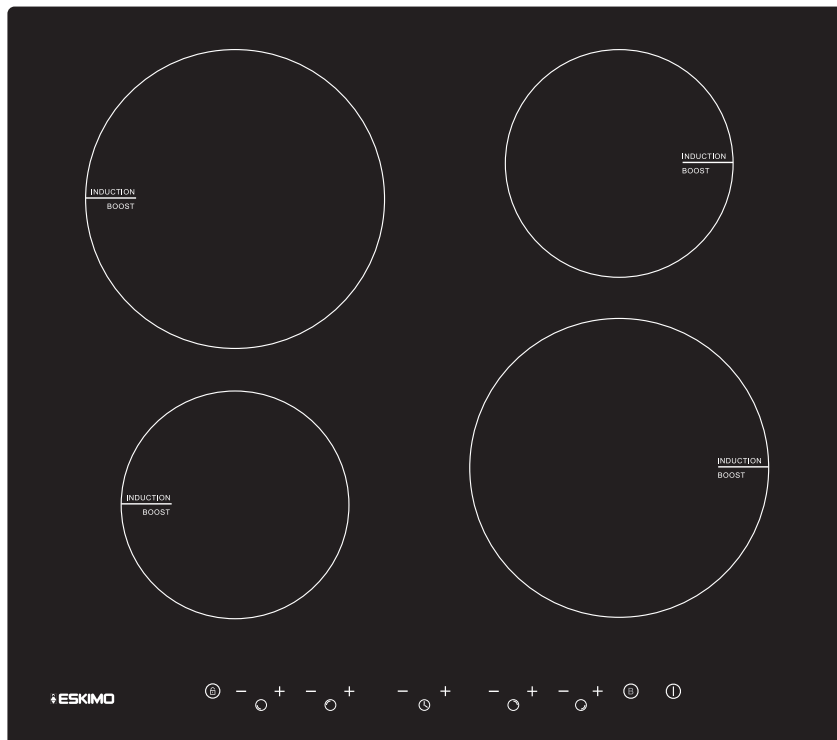 INDUCTION
BOOST
INDUCTION
BOOST
INDUCTION
BOOST
INDUCTION
BOOST
ESKIMO
- + - + - + - + - + B